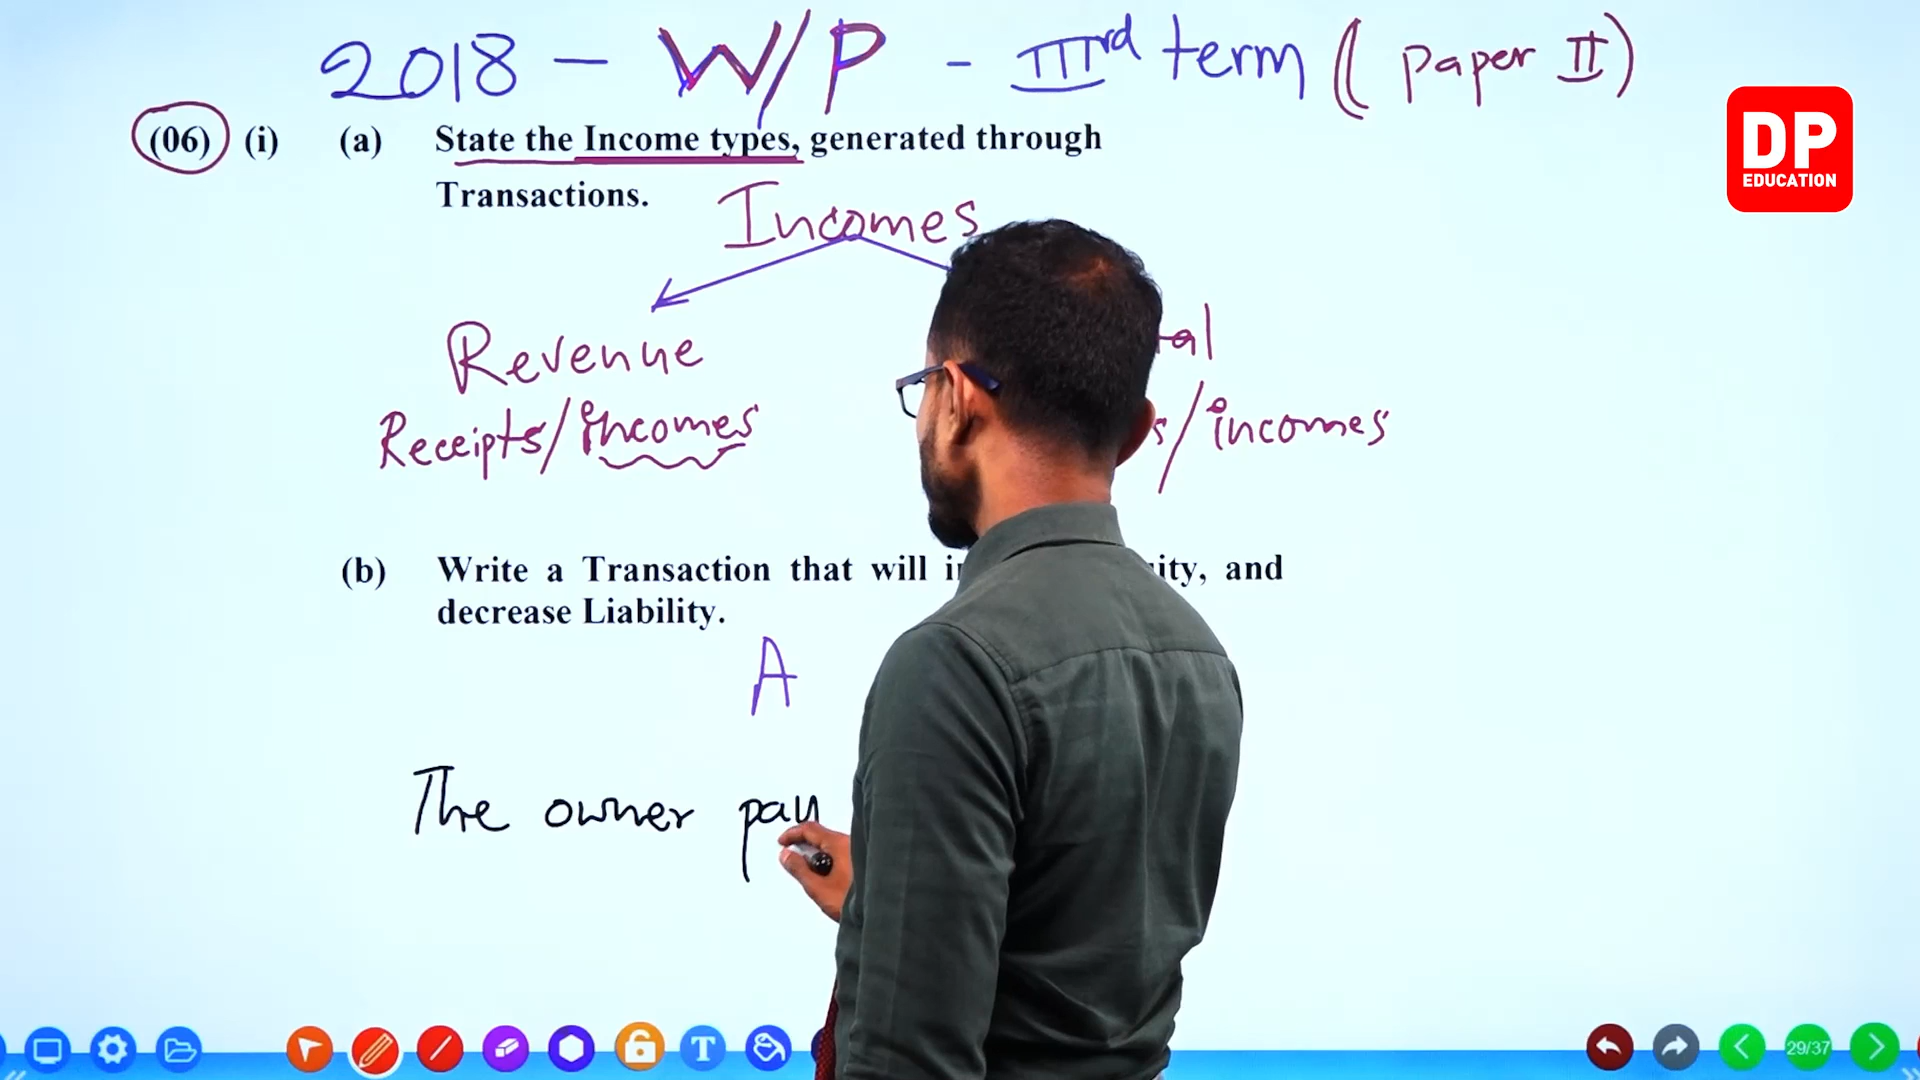 2018 - W/P - IIIrd term ( paper II )
(06) (i) (a) State the Income types, generated through
Transactions.
Incomes
Revenue
Receipts/incomes
/incomes
(b) Write a Transaction that will and
decrease Liability.
A
The owner pay
DP
EDUCATION
T
29/37